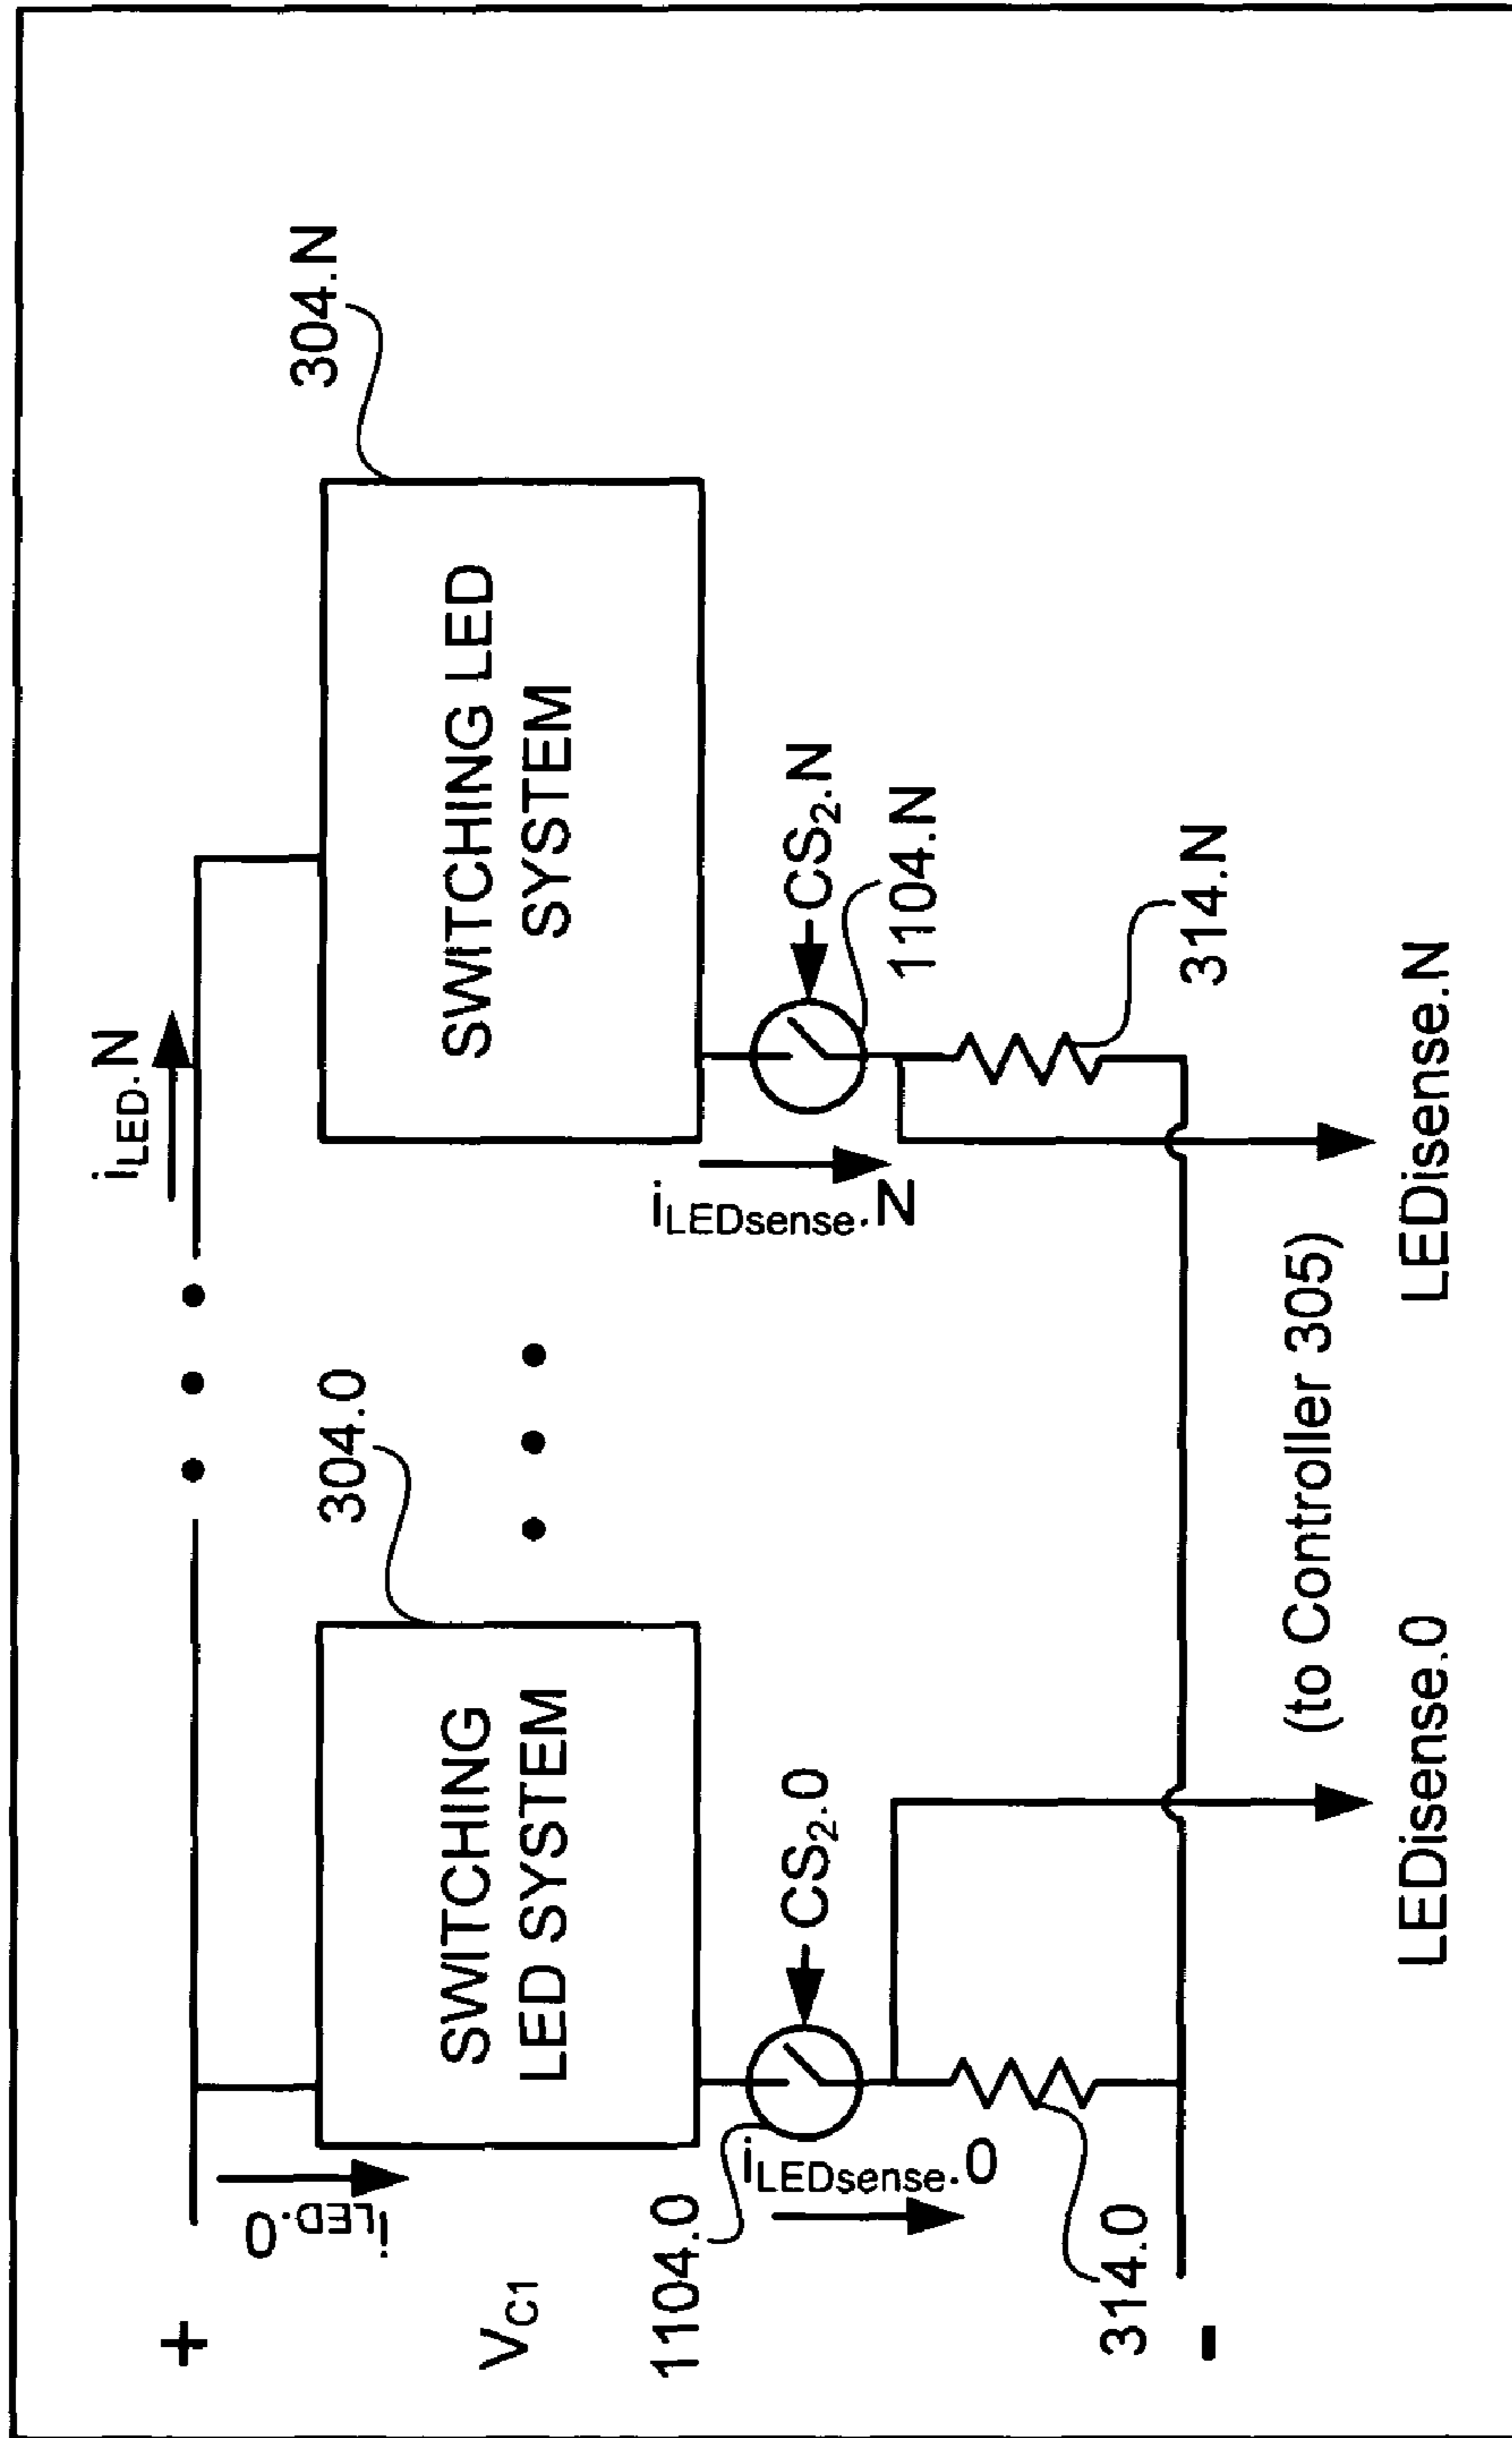 +
iLED.N
iLED.0
304.N
304.0
VC1
SWITCHING
LED SYSTEM
SWITCHING LED
SYSTEM
1104.0
CS2.0
CS2.N
iLEDsense.0
iLEDsense.N
1104.N
314.0
314.N
-
(to Controller 305)
LEDisense.0
LEDisense.N